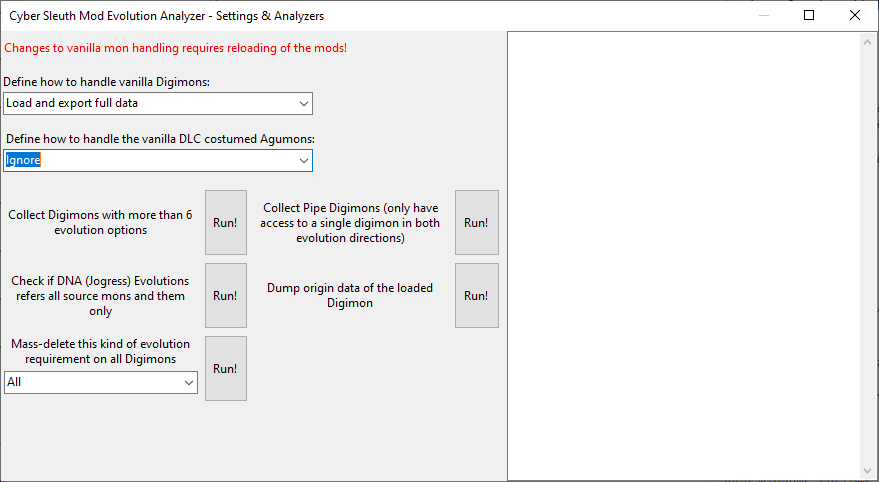 Cyber Sleuth Mod Evolution Analyzer - Settings & Analyzers
Changes to vanilla mon handling requires reloading of the mods!
Define how to handle vanilla Digimons:
Load and export full data
Define how to handle the vanilla DLC costumed Agumons:
Ignore
Collect Digimons with more than 6
evolution options
Run!
Collect Pipe Digimons (only have
access to a single digimon in both
evolution directions)
Run!
Check if DNA (Jogress) Evolutions
refers all source mons and them
only
Run!
Dump origin data of the loaded
Digimon
Run!
Mass-delete this kind of evolution
requirement on all Digimons
All
Run!